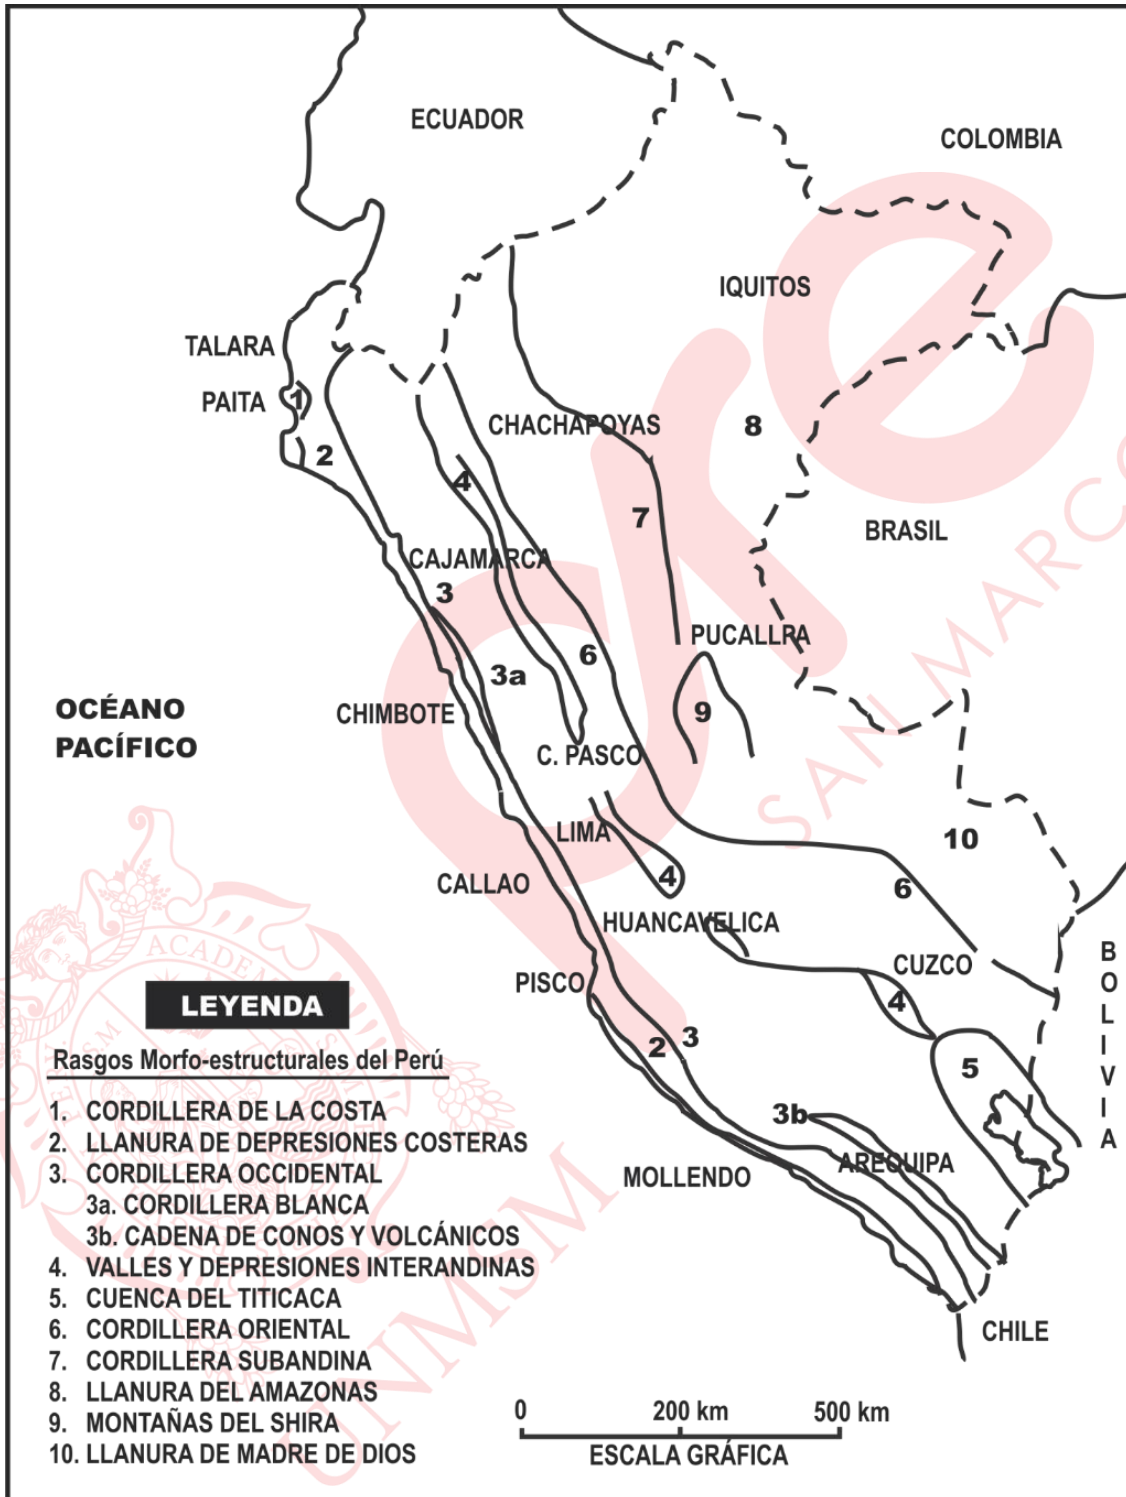 ECUADOR
COLOMBIA
IQUITOS
TALARA
PAITA
1
CHACHAPOYAS
8
2
4
7
BRASIL
CAJAMARCA
3
PUCALLPA
6
3a
OCÉANO
PACÍFICO
CHIMBOTE
9
C. PASCO
LIMA
10
CALLAO
4
6
HUANCAVELICA
CUZCO
BOLIVIA
PISCO
4
2
3
5
3b
AREQUIPA
MOLLENDO
CHILE
LEYENDA
Rasgos Morfo-estructurales del Perú
1. CORDILLERA DE LA COSTA
2. LLANURA DE DEPRESIONES COSTERAS
3. CORDILLERA OCCIDENTAL
3a. CORDILLERA BLANCA
3b. CADENA DE CONOS Y VOLCÁNICOS
4. VALLES Y DEPRESIONES INTERANDINAS
5. CUENCA DEL TITICACA
6. CORDILLERA ORIENTAL
7. CORDILLERA SUBANDINA
8. LLANURA DEL AMAZONAS
9. MONTAÑAS DEL SHIRA
10. LLANURA DE MADRE DE DIOS
0 200 km 500 km
ESCALA GRÁFICA
cre
SAN MARCO
UNMSM